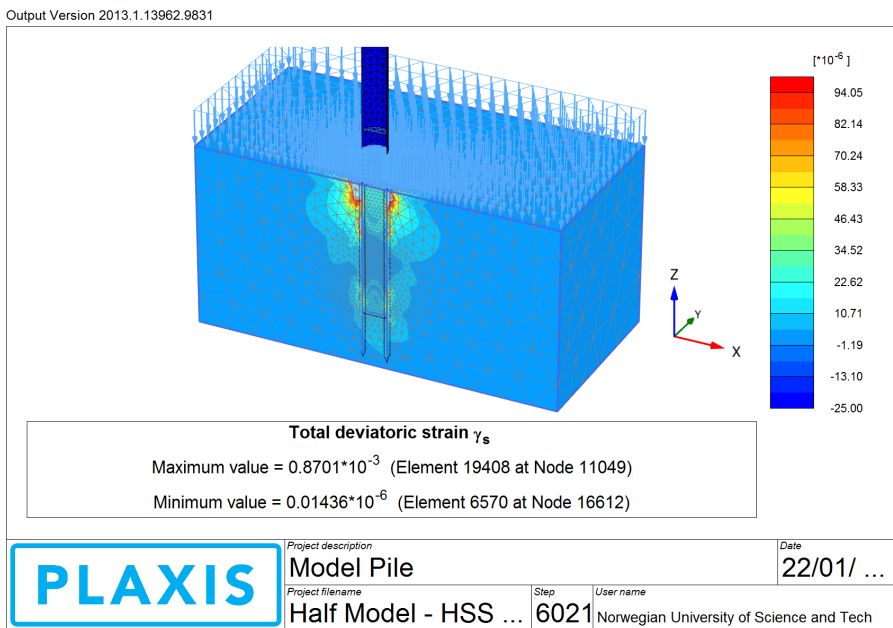 Output Version 2013.1.13962.9831
[*10^-6 ]
94.05
82.14
70.24
58.33
46.43
34.52
22.62
10.71
-1.19
-13.10
-25.00
Z
Y
X
Total deviatoric strain γ_s
Maximum value = 0.8701*10^-3 (Element 19408 at Node 11049)
Minimum value = 0.01436*10^-6 (Element 6570 at Node 16612)
PLAXIS
Project description
Model Pile
Date
22/01/ ...
Project filename
Half Model - HSS ...
Step
6021
User name
Norwegian University of Science and Tech